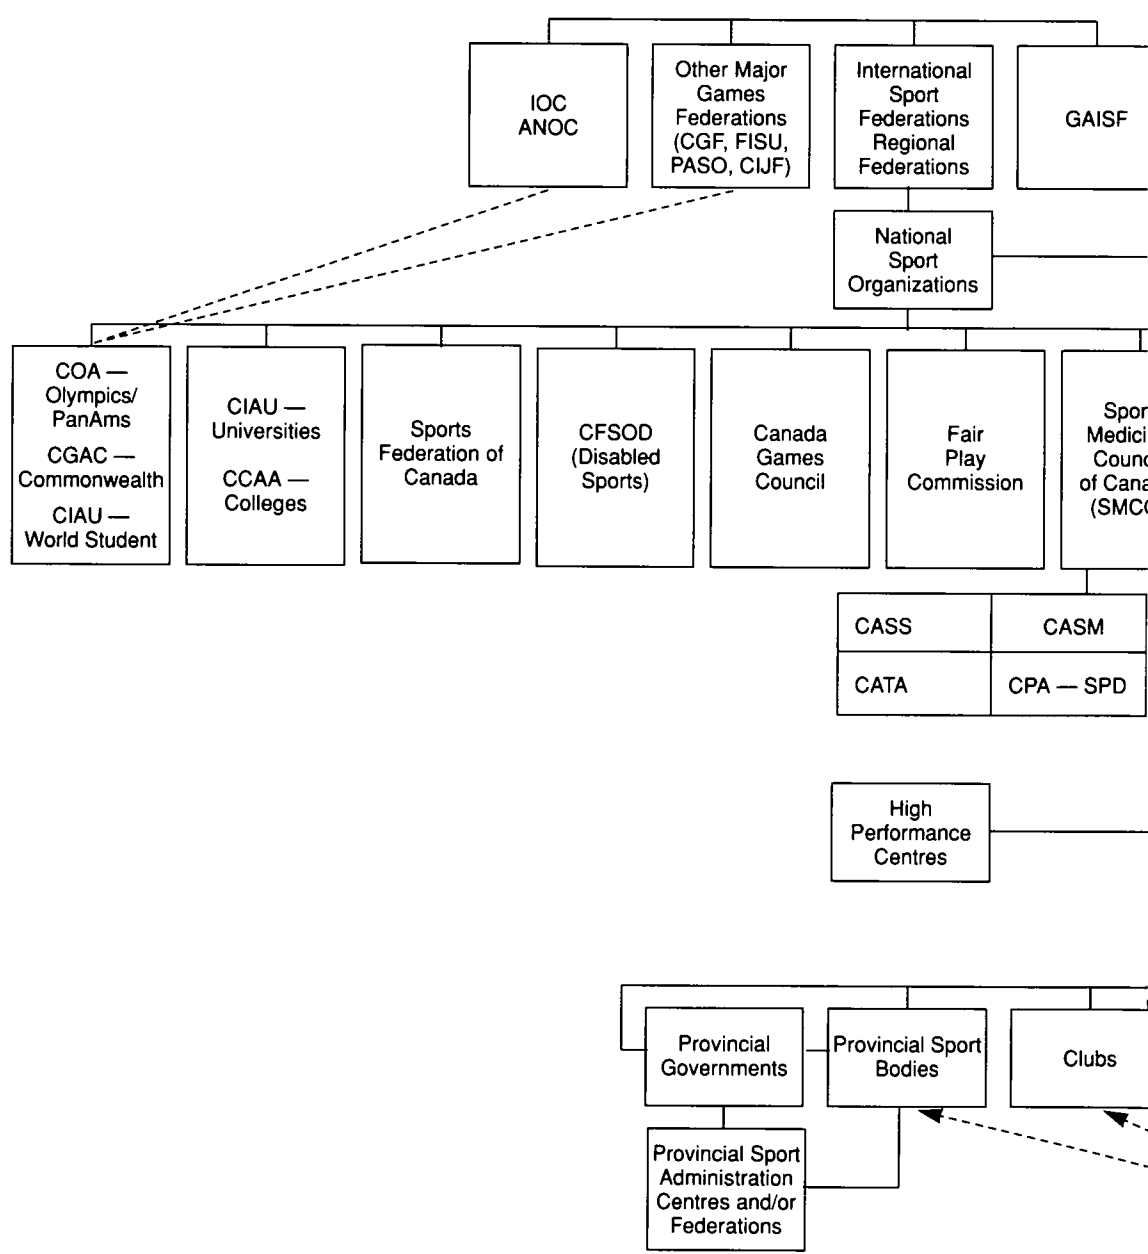 IOC
ANOC
Other Major
Games
Federations
(CGF, FISU,
PASO, CIJF)
International
Sport
Federations
Regional
Federations
GAISF
National
Sport
Organizations
COA —
Olympics/
PanAms
CGAC —
Commonwealth
CIAU —
World Student
CIAU —
Universities
CCAA —
Colleges
Sports
Federation of
Canada
CFSOD
(Disabled
Sports)
Canada
Games
Council
Fair
Play
Commission
of
CASS
CASM
CATA
CPA — SPD
High
Performance
Centres
Provincial
Governments
Provincial Sport
Bodies
Clubs
Provincial Sport
Administration
Centres and/or
Federations